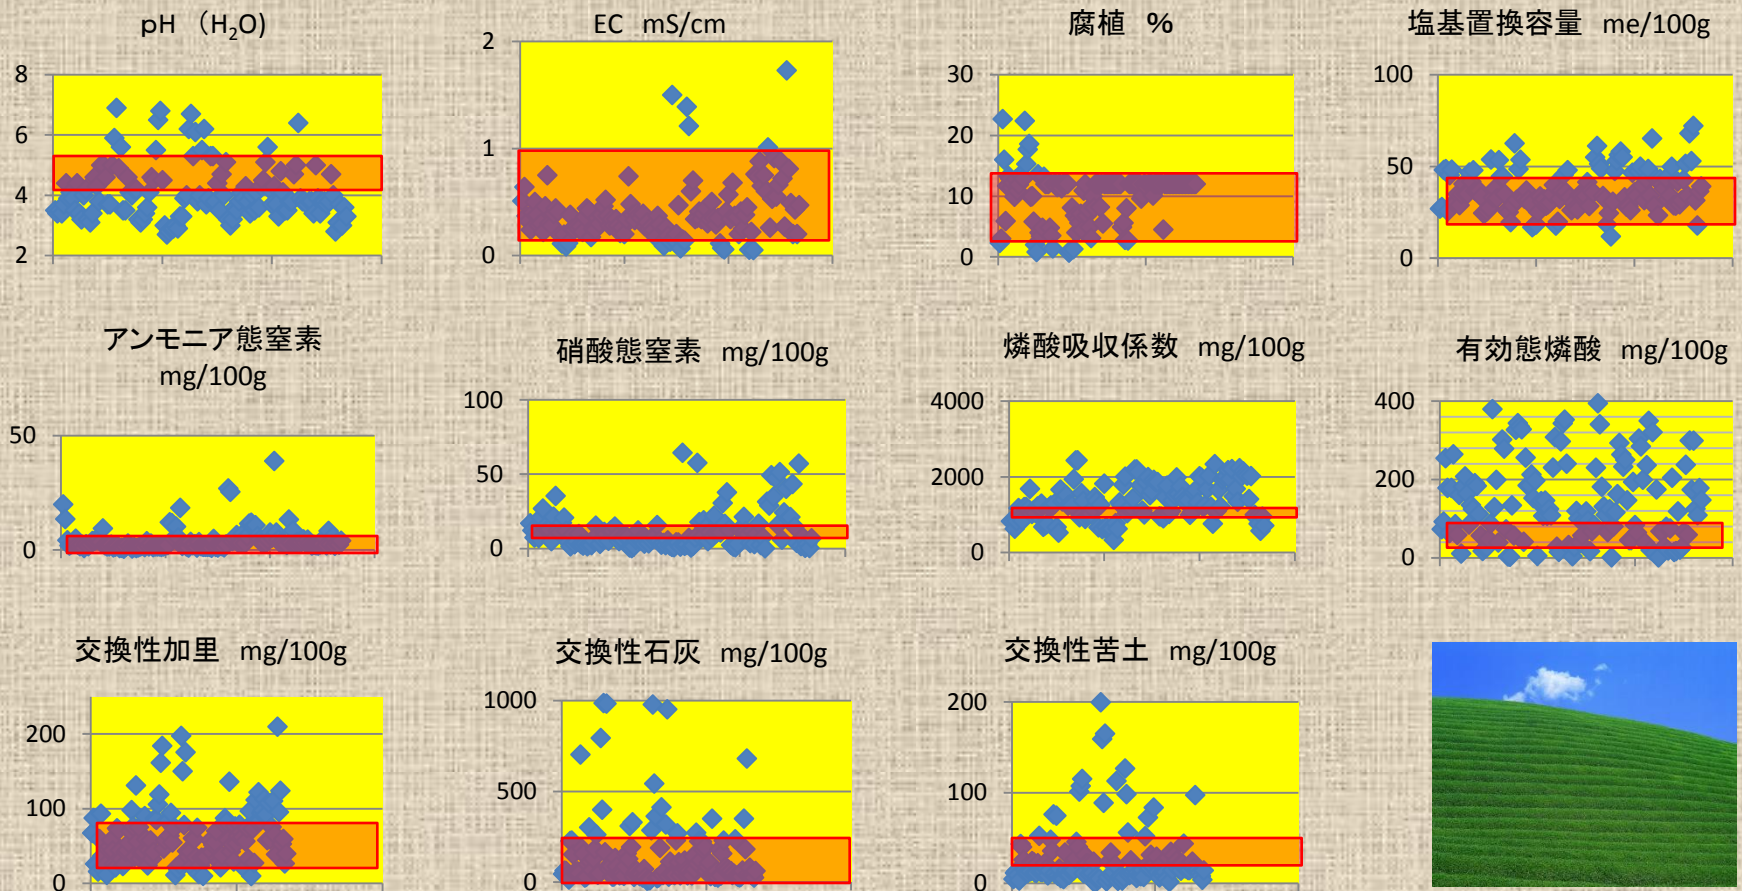 pH (H₂O)
8
6
4
2
EC mS/cm
2
1
0
腐植 %
30
20
10
0
塩基置換容量 me/100g
100
50
0
アンモニア態窒素
mg/100g
50
0
硝酸態窒素 mg/100g
100
50
0
燐酸吸収係数 mg/100g
4000
2000
0
有効態燐酸 mg/100g
400
200
0
交換性加里 mg/100g
200
100
0
交換性石灰 mg/100g
1000
500
0
交換性苦土 mg/100g
200
100
0